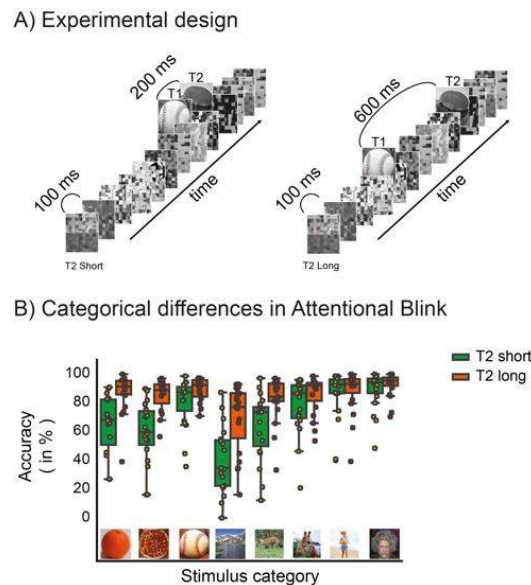 A) Experimental design
200 ms
T1
T2
100 ms
time
T2 Short
600 ms
T1
T2
100 ms
time
T2 Long
B) Categorical differences in Attentional Blink
T2 short
T2 long
Accuracy
( in % )
100
80
60
40
20
0
Stimulus category